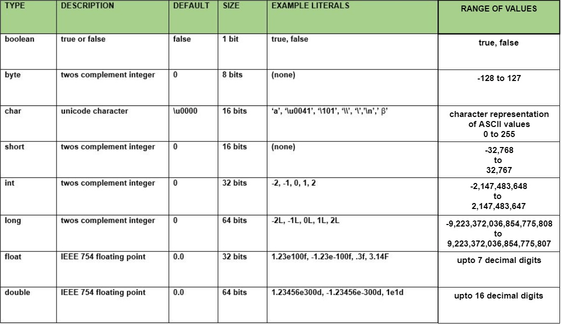 TYPE DESCRIPTION DEFAULT SIZE EXAMPLE LITERALS RANGE OF VALUES
boolean true or false false 1 bit true, false true, false
byte twos complement integer 0 8 bits (none) -128 to 127
char unicode character \u0000 16 bits ‘a’, ‘\u0041’, ‘\101’, ‘\\’, ‘\’,’\n’,’ β’ character representation
of ASCII values
0 to 255
short twos complement integer 0 16 bits (none) -32,768
to
32,767
int twos complement integer 0 32 bits -2, -1, 0, 1, 2 -2,147,483,648
to
2,147,483,647
long twos complement integer 0 64 bits -2L, -1L, 0L, 1L, 2L -9,223,372,036,854,775,808
to
9,223,372,036,854,775,807
float IEEE 754 floating point 0.0 32 bits 1.23e100f, -1.23e-100f, .3f, 3.14F upto 7 decimal digits
double IEEE 754 floating point 0.0 64 bits 1.23456e300d, -1.23456e-300d, 1e1d upto 16 decimal digits